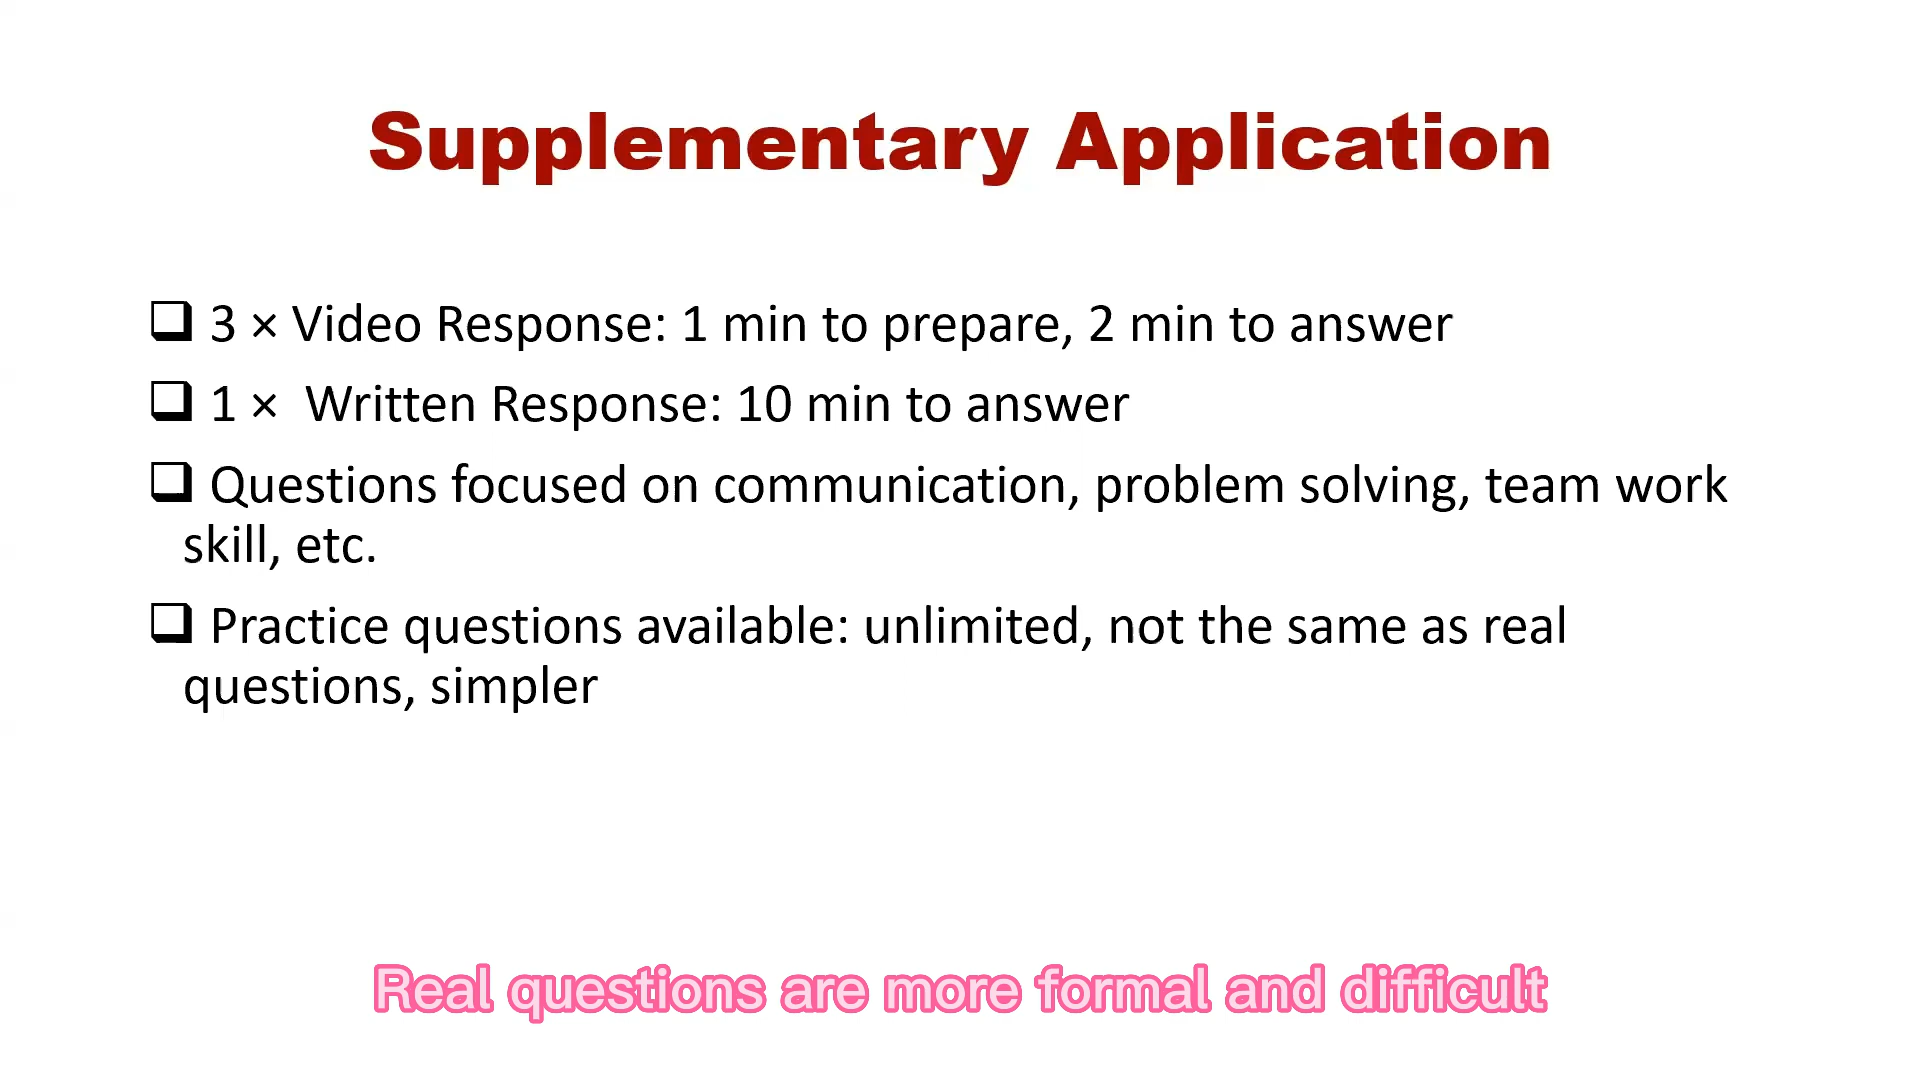 Supplementary Application
❑ 3 × Video Response: 1 min to prepare, 2 min to answer
❑ 1 × Written Response: 10 min to answer
❑ Questions focused on communication, problem solving, team work
skill, etc.
❑ Practice questions available: unlimited, not the same as real
questions, simpler
Real questions are more formal and difficult